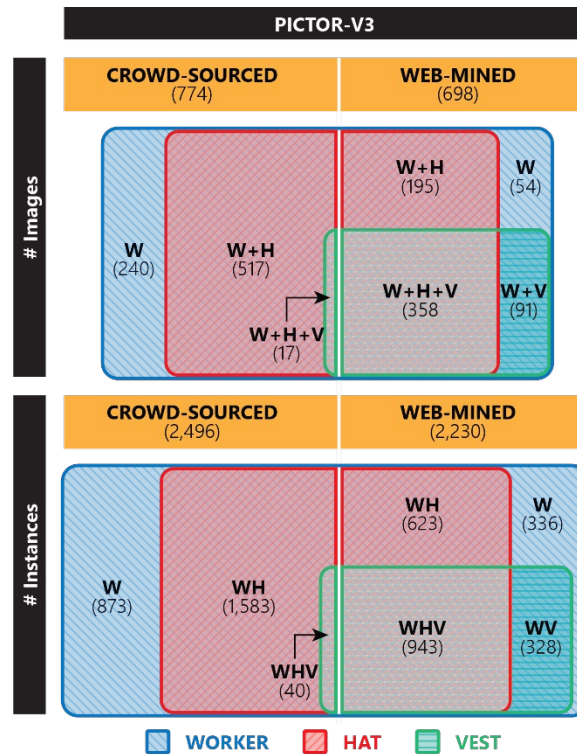 PICTOR-V3
CROWD-SOURCED
(774)
WEB-MINED
(698)
# Images
W
(240)
W+H
(517)
W+H+V
(17)
W+H
(195)
W
(54)
W+H+V
(358
W+V
(91)
CROWD-SOURCED
(2,496)
WEB-MINED
(2,230)
# Instances
W
(873)
WH
(1,583)
WHV
(40)
WH
(623)
W
(336)
WHV
(943)
WV
(328)
WORKER HAT VEST